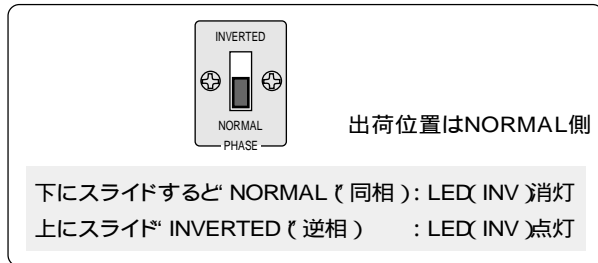 INVERTED
NORMAL
PHASE
出荷位置はNORMAL側
下にスライドすると“NORMAL”(同相):LED(INV)消灯
上にスライド“INVERTED”(逆相) :LED(INV)点灯